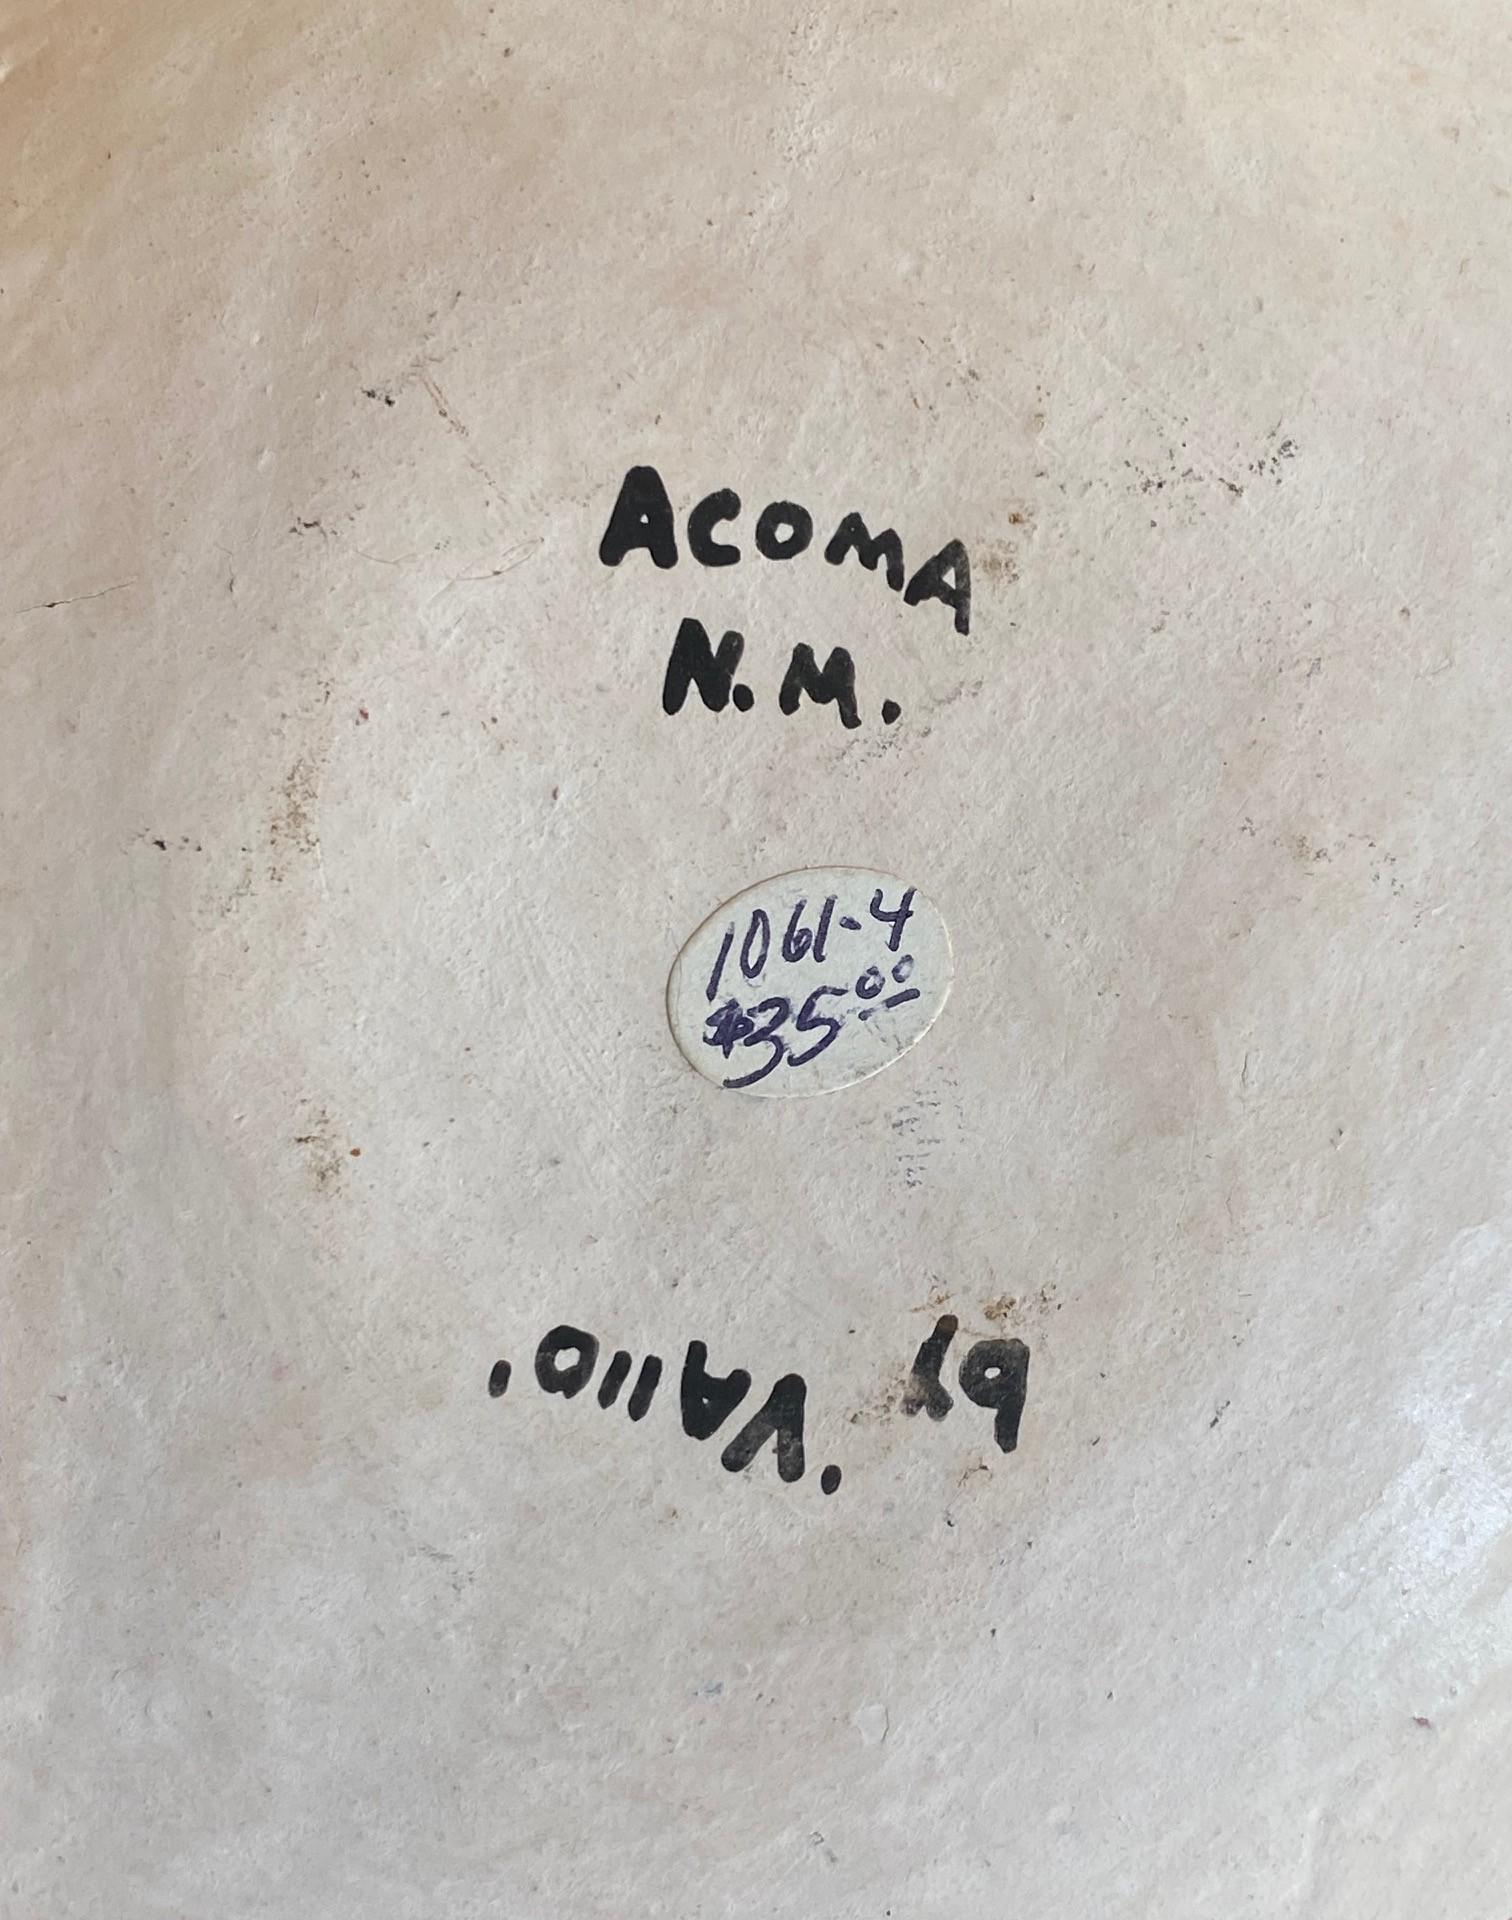 ACOMA
N.M.
1061-4
$35.00
by .Vallo.